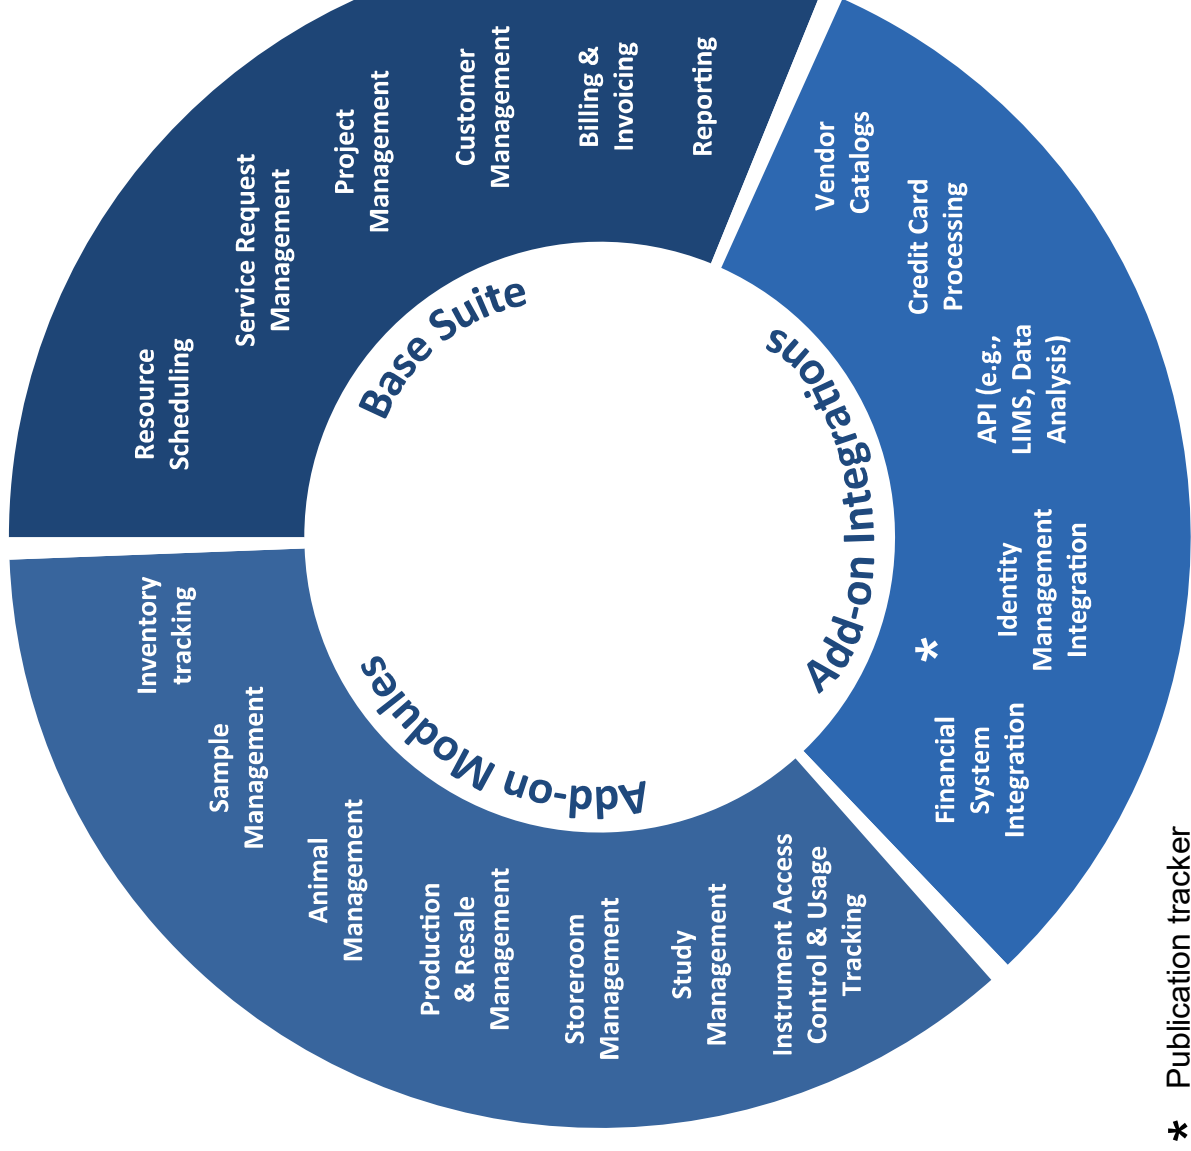 Base Suite
Resource
Scheduling
Service Request
Management
Project
Management
Customer
Management
Billing &
Invoicing
Reporting
Add-on Integrations
Vendor
Catalogs
Credit Card
Processing
API (e.g.,
LIMS, Data
Analysis)
Identity
Management
Integration
*
Financial
System
Integration
Add-on Modules
Inventory
tracking
Sample
Management
Animal
Management
Production
& Resale
Management
Storeroom
Management
Study
Management
Instrument Access
Control & Usage
Tracking
* Publication tracker